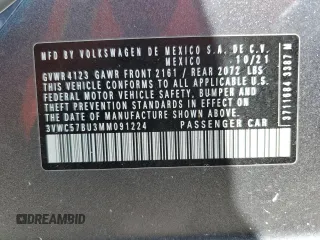 MFD BY VOLKSWAGEN DE MEXICO S.A. DE C.V.
MEXICO 10/21
GVWR4123 GAWR FRONT 2161 / REAR 2072 LBS
THIS VEHICLE CONFORMS TO ALL APPLICABLE
FEDERAL MOTOR VEHICLE SAFETY, BUMPER AND
THEFT PREVENTION STANDARDS IN EFFECT ON THE
DATE OF MANUFACTURE SHOWN ABOVE
3VWC57BU3MM091224 PASSENGER CAR
DREAMBID